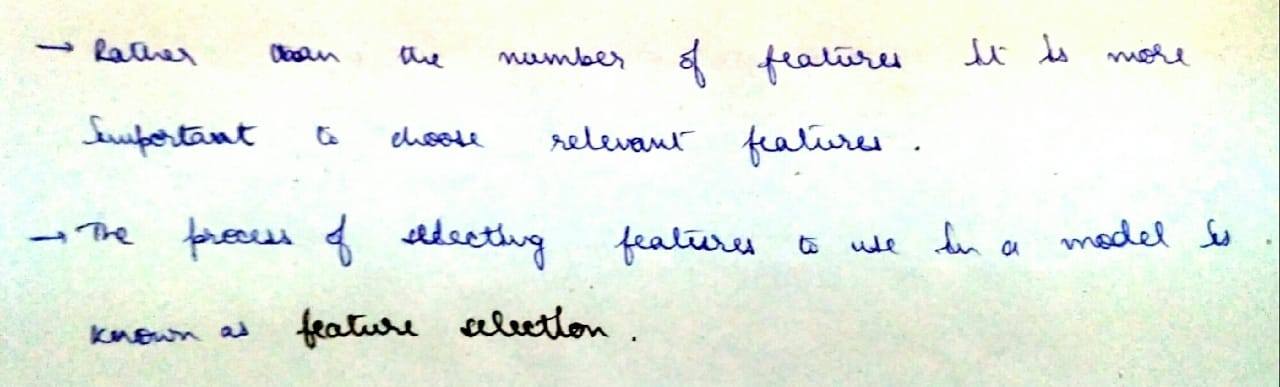 → Rather than the number of features it is more
important to choose relevant features.
→ The process of selecting features to use in a model is
known as feature selection.